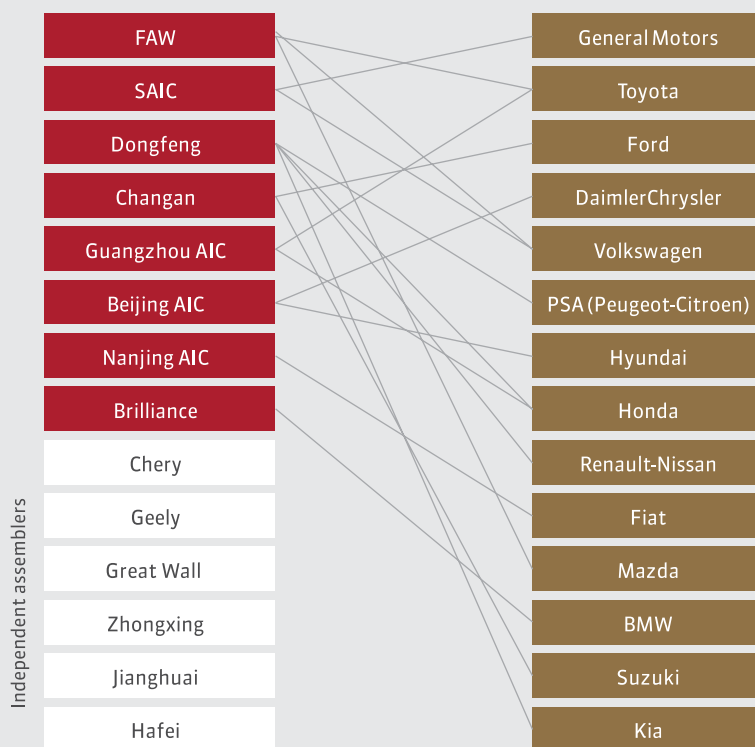 FAW
SAIC
Dongfeng
Changan
Guangzhou AIC
Beijing AIC
Nanjing AIC
Brilliance
Independent assemblers
Chery
Geely
Great Wall
Zhongxing
Jianghuai
Hafei
General Motors
Toyota
Ford
DaimlerChrysler
Volkswagen
PSA (Peugeot-Citroen)
Hyundai
Honda
Renault-Nissan
Fiat
Mazda
BMW
Suzuki
Kia